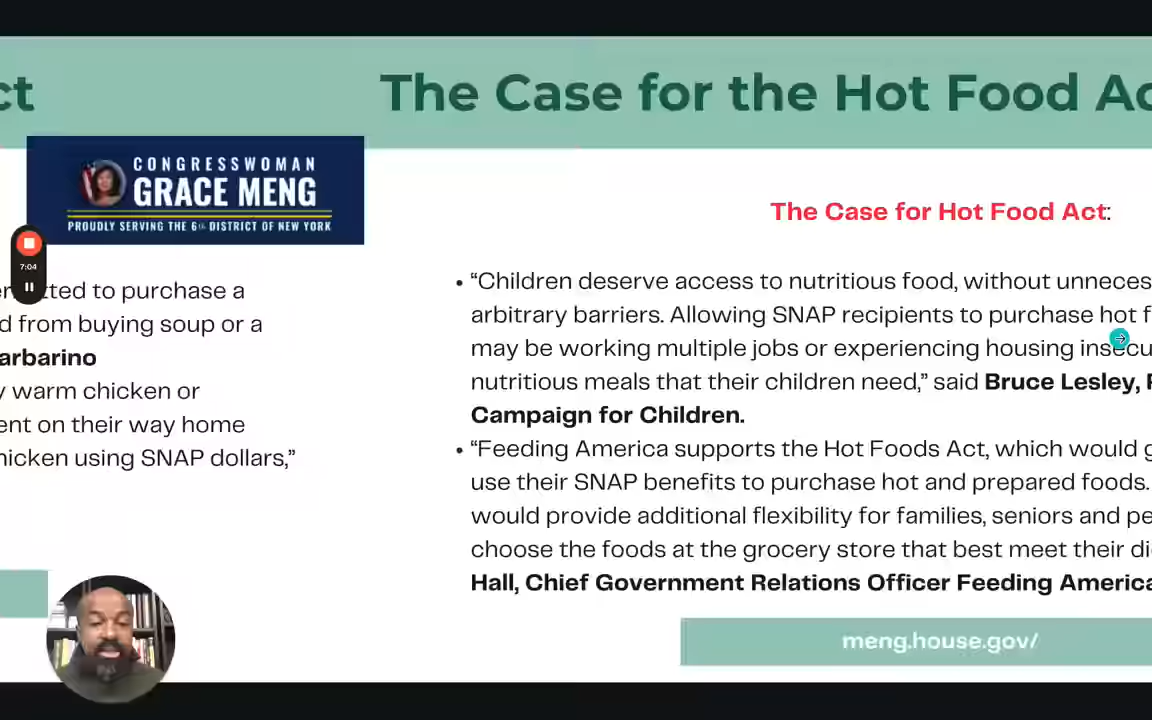 ct
The Case for the Hot Food Ac
CONGRESSWOMAN
GRACE MENG
PROUDLY SERVING THE 6th DISTRICT OF NEW YORK
7:04
tted to purchase a
d from buying soup or a
arbarino
y warm chicken or
ent on their way home
hicken using SNAP dollars,”
The Case for Hot Food Act:
• “Children deserve access to nutritious food, without unneces
arbitrary barriers. Allowing SNAP recipients to purchase hot f
may be working multiple jobs or experiencing housing insecu
nutritious meals that their children need,” said Bruce Lesley, P
Campaign for Children.
• “Feeding America supports the Hot Foods Act, which would g
use their SNAP benefits to purchase hot and prepared foods.
would provide additional flexibility for families, seniors and pe
choose the foods at the grocery store that best meet their di
Hall, Chief Government Relations Officer Feeding America
meng.house.gov/